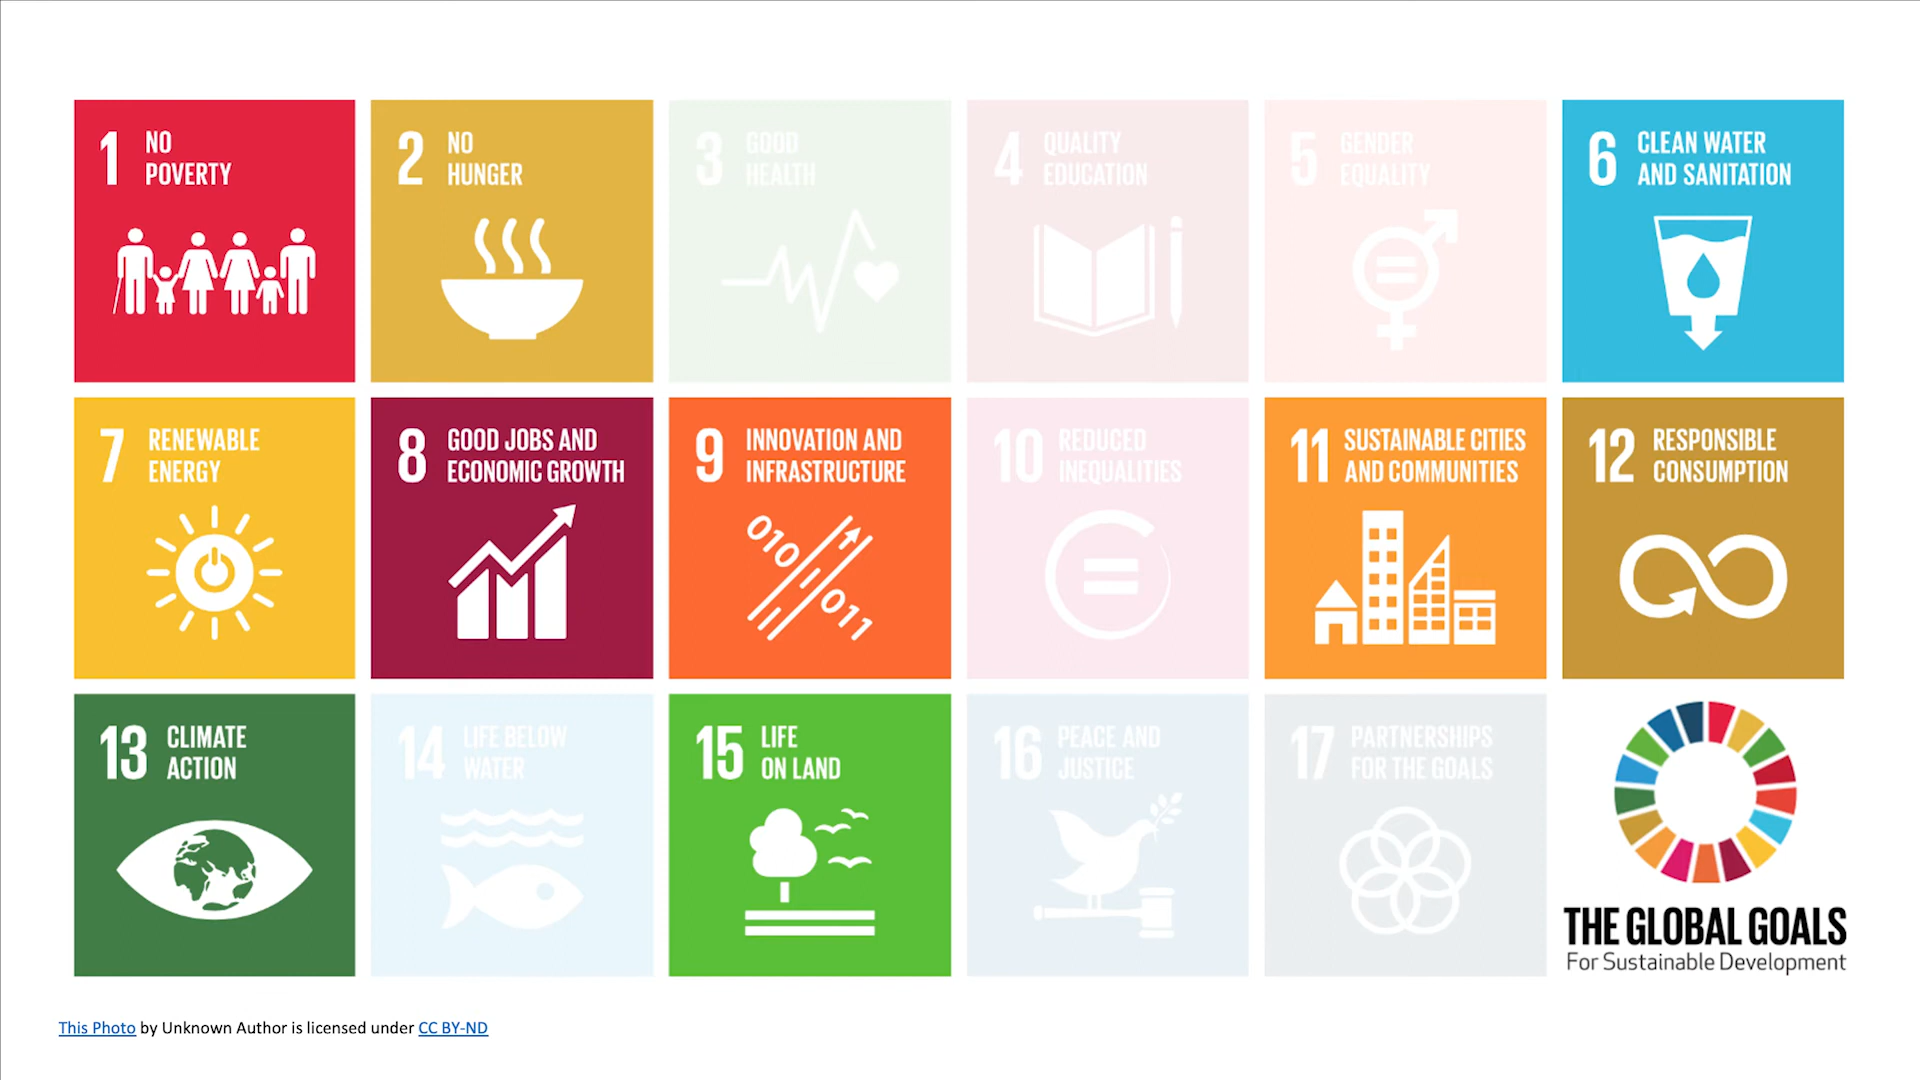 1 NO
POVERTY
2 NO
HUNGER
3 GOOD
HEALTH
4 QUALITY
EDUCATION
5 GENDER
EQUALITY
6 CLEAN WATER
AND SANITATION
7 RENEWABLE
ENERGY
8 GOOD JOBS AND
ECONOMIC GROWTH
9 INNOVATION AND
INFRASTRUCTURE
010
011
10 REDUCED
INEQUALITIES
11 SUSTAINABLE CITIES
AND COMMUNITIES
12 RESPONSIBLE
CONSUMPTION
13 CLIMATE
ACTION
14 LIFE BELOW
WATER
15 LIFE
ON LAND
16 PEACE AND
JUSTICE
17 PARTNERSHIPS
FOR THE GOALS
THE GLOBAL GOALS
For Sustainable Development
This Photo by Unknown Author is licensed under CC BY-ND